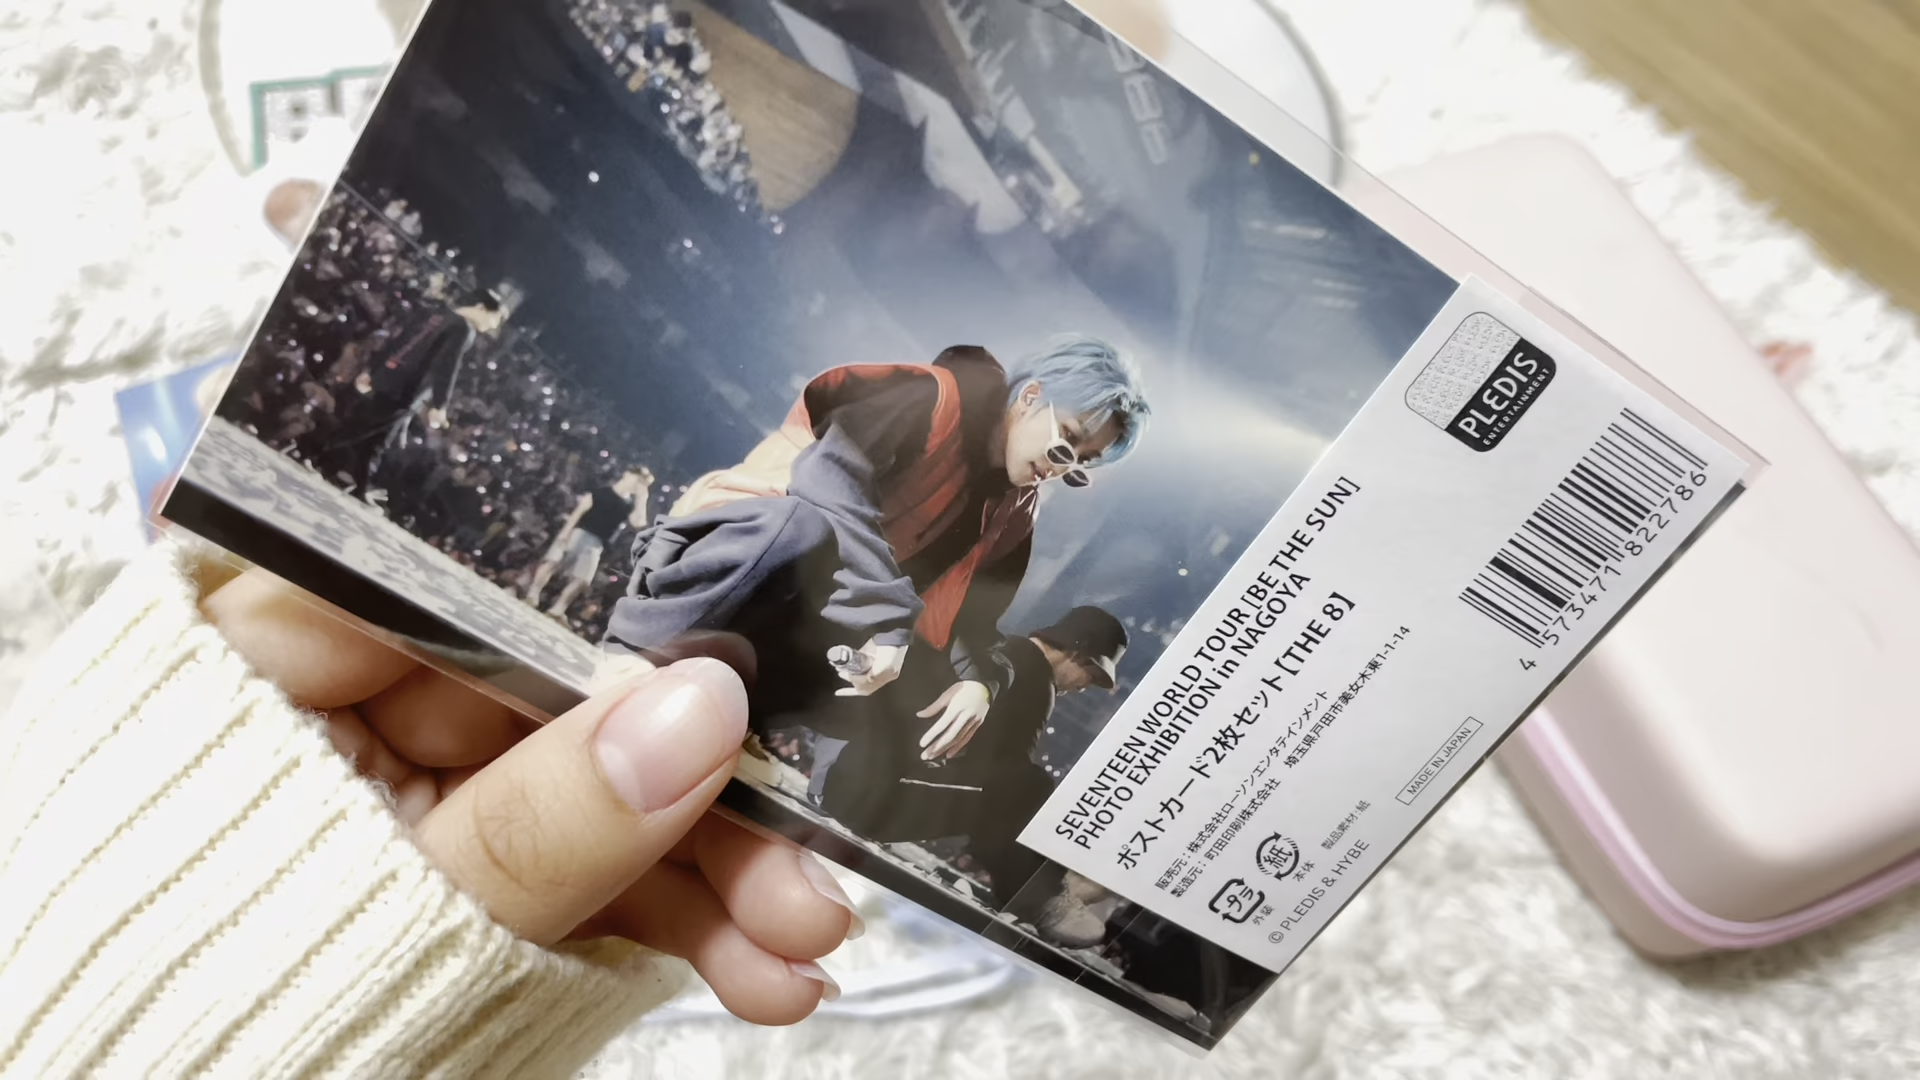 PLEDIS
ENTERTAINMENT
4 573471 822786
SEVENTEEN WORLD TOUR [BE THE SUN]
PHOTO EXHIBITION in NAGOYA
ポストカード2枚セット【THE 8】
販売元：株式会社ローソンエンタテインメント
製造元：町田印刷株式会社 埼玉県戸田市美女木東1-1-14
プラ
外装
紙
本体
製品素材:紙
MADE IN JAPAN
© PLEDIS & HYBE